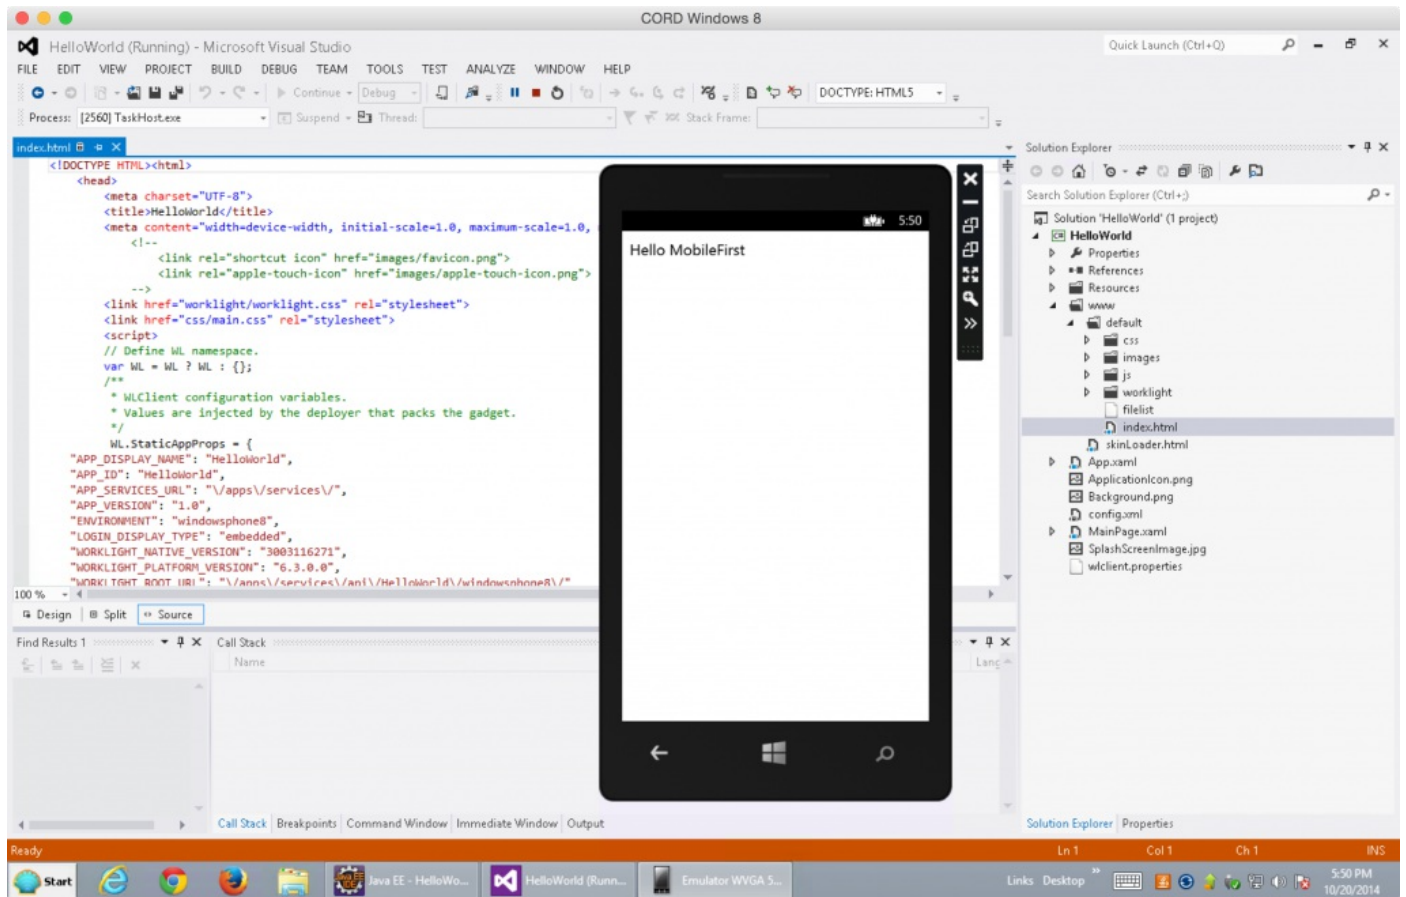 CORD Windows 8
HelloWorld (Running) - Microsoft Visual Studio
Quick Launch (Ctrl+Q)
FILE EDIT VIEW PROJECT BUILD DEBUG TEAM TOOLS TEST ANALYZE WINDOW HELP
Continue Debug DOCTYPE: HTML5
Process: [2560] TaskHost.exe Suspend Thread: Stack Frame:
index.html
<!DOCTYPE HTML><html>
<head>
<meta charset="UTF-8">
<title>HelloWorld</title>
<meta content="width=device-width, initial-scale=1.0, maximum-scale=1.0,
<!--
<link rel="shortcut icon" href="images/favicon.png">
<link rel="apple-touch-icon" href="images/apple-touch-icon.png">
-->
<link href="worklight/worklight.css" rel="stylesheet">
<link href="css/main.css" rel="stylesheet">
<script>
// Define WL namespace.
var WL = WL ? WL : {};
/**
* WLClient configuration variables.
* Values are injected by the deployer that packs the gadget.
*/
WL.StaticAppProps = {
"APP_DISPLAY_NAME": "HelloWorld",
"APP_ID": "HelloWorld",
"APP_SERVICES_URL": "\/apps\/services\/",
"APP_VERSION": "1.0",
"ENVIRONMENT": "windowsphone8",
"LOGIN_DISPLAY_TYPE": "embedded",
"WORKLIGHT_NATIVE_VERSION": "3003116271",
"WORKLIGHT_PLATFORM_VERSION": "6.3.0.0",
"WORKLIGHT_ROOT_URL": "\/apps\/services\/api\/HelloWorld\/windowsphone8\/"
100 %
Design Split Source
5:50
Hello MobileFirst
Solution Explorer
Search Solution Explorer (Ctrl+;)
Solution 'HelloWorld' (1 project)
C# HelloWorld
Properties
References
Resources
www
default
css
images
js
worklight
filelist
index.html
skinLoader.html
App.xaml
ApplicationIcon.png
Background.png
config.xml
MainPage.xaml
SplashScreenImage.jpg
wlclient.properties
Find Results 1
Call Stack
Name
Lang
Call Stack Breakpoints Command Window Immediate Window Output
Solution Explorer Properties
Ready Ln 1 Col 1 Ch 1 INS
Start Java EE - HelloWo... HelloWorld (Runn... Emulator WVGA 5... Links Desktop
5:50 PM
10/20/2014